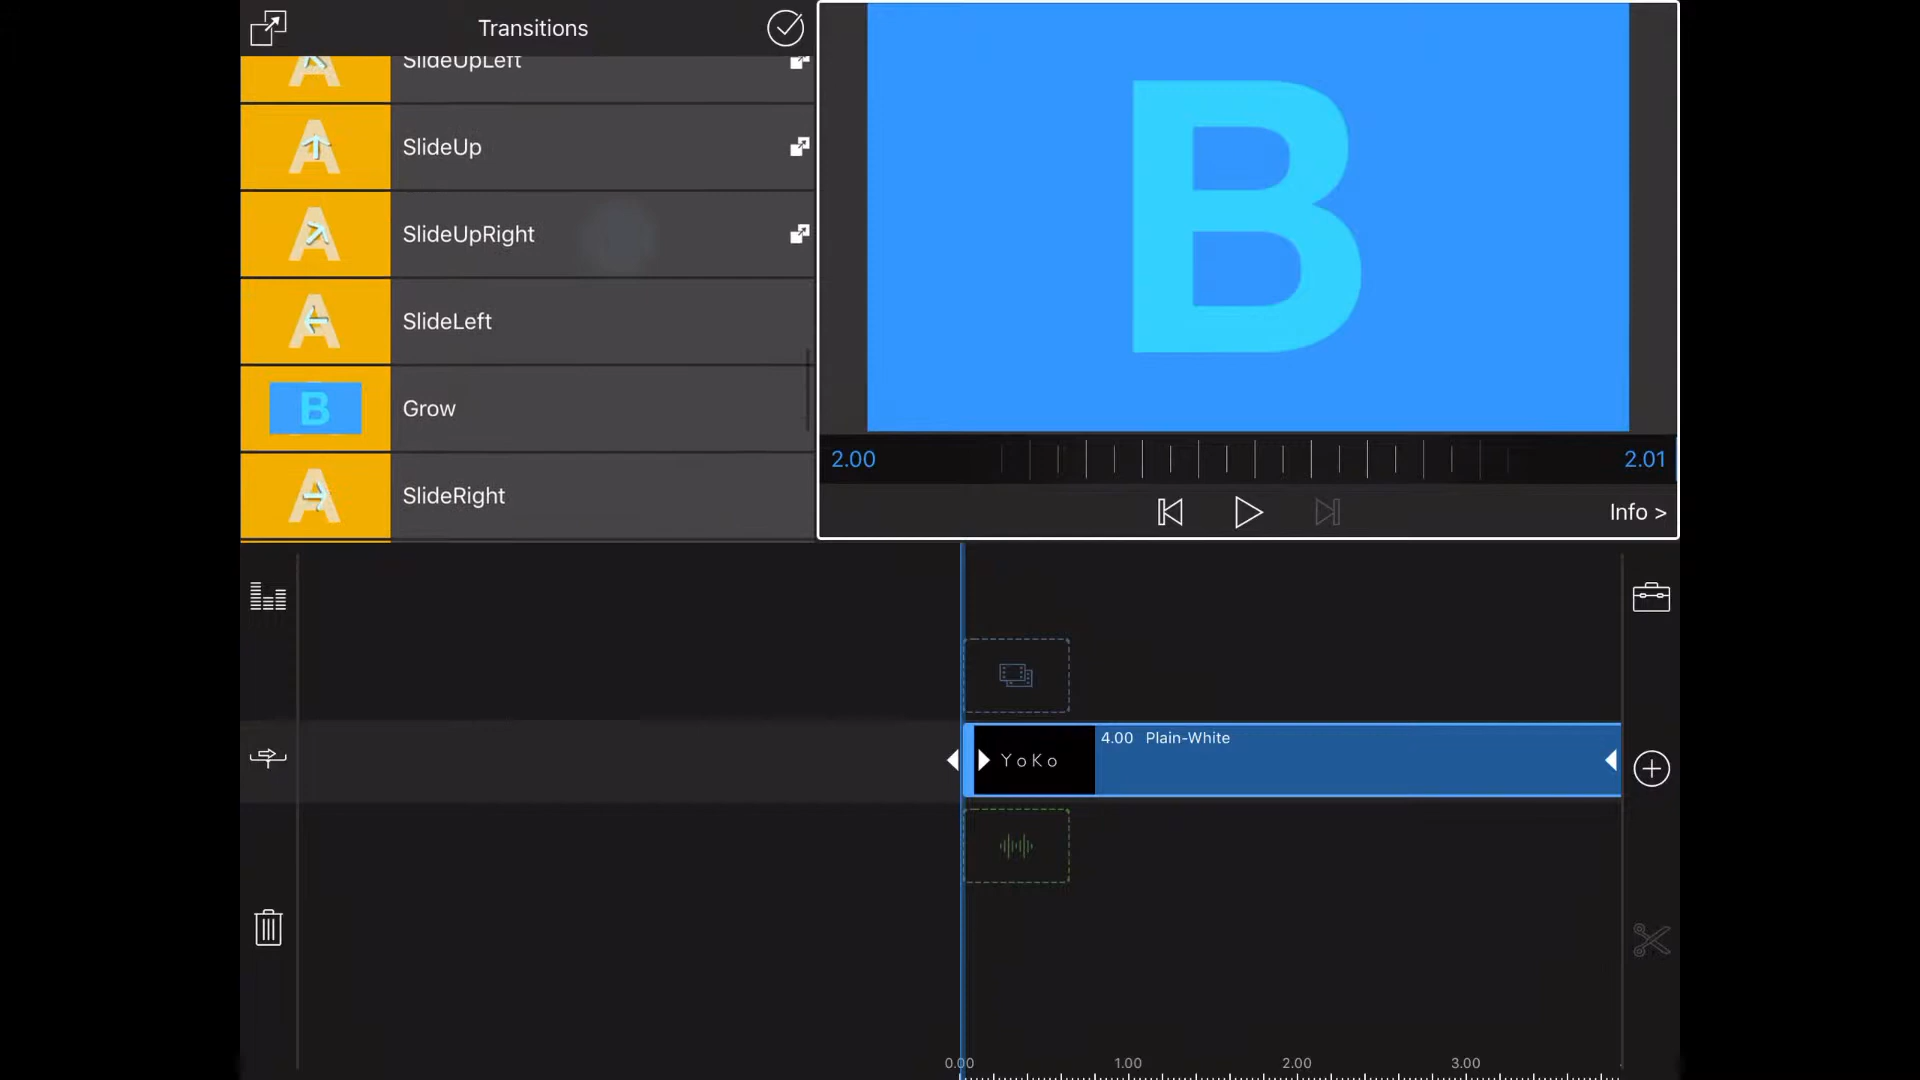 Transitions
SlideUpLeft
A
SlideUp
A
SlideUpRight
A
SlideLeft
A
Grow
B
SlideRight
A
B
2.00
2.01
Info >
4.00 Plain-White
YoKo
0.00 1.00 2.00 3.00